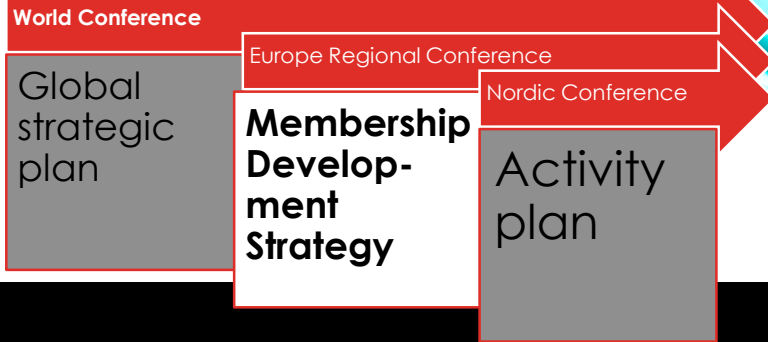 World Conference
Global
strategic
plan
Europe Regional Conference
Membership
Develop-
ment
Strategy
Nordic Conference
Activity
plan